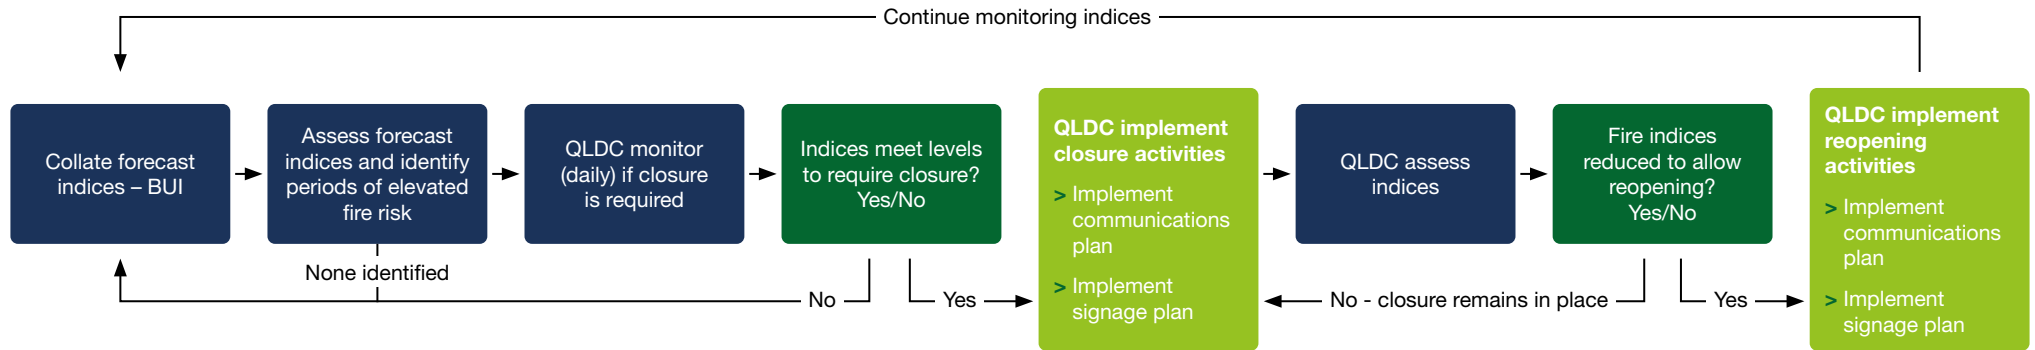 Continue monitoring indices
Collate forecast
indices – BUI
Assess forecast
indices and identify
periods of elevated
fire risk
None identified
QLDC monitor
(daily) if closure
is required
Indices meet levels
to require closure?
Yes/No
No
Yes
QLDC implement
closure activities
> Implement
communications
plan
> Implement
signage plan
QLDC assess
indices
Fire indices
reduced to allow
reopening?
Yes/No
No - closure remains in place
Yes
QLDC implement
reopening
activities
> Implement
communications
plan
> Implement
signage plan